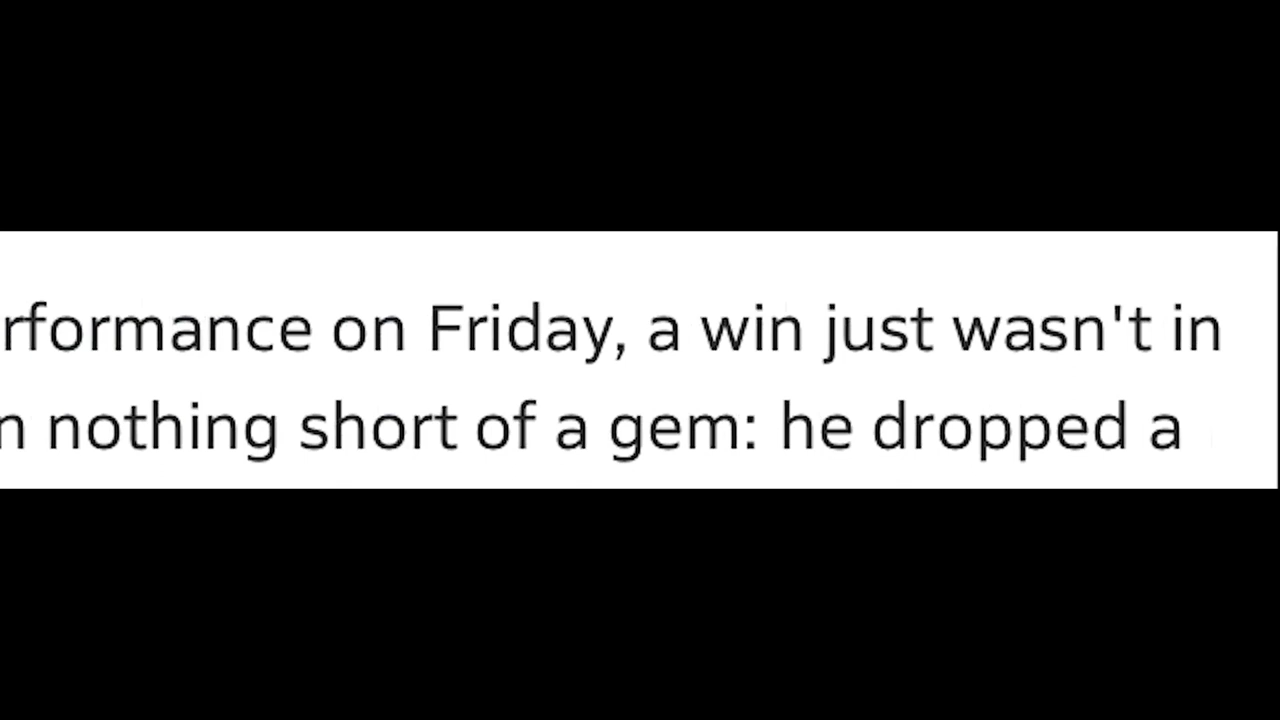 rformance on Friday, a win just wasn't in
n nothing short of a gem: he dropped a